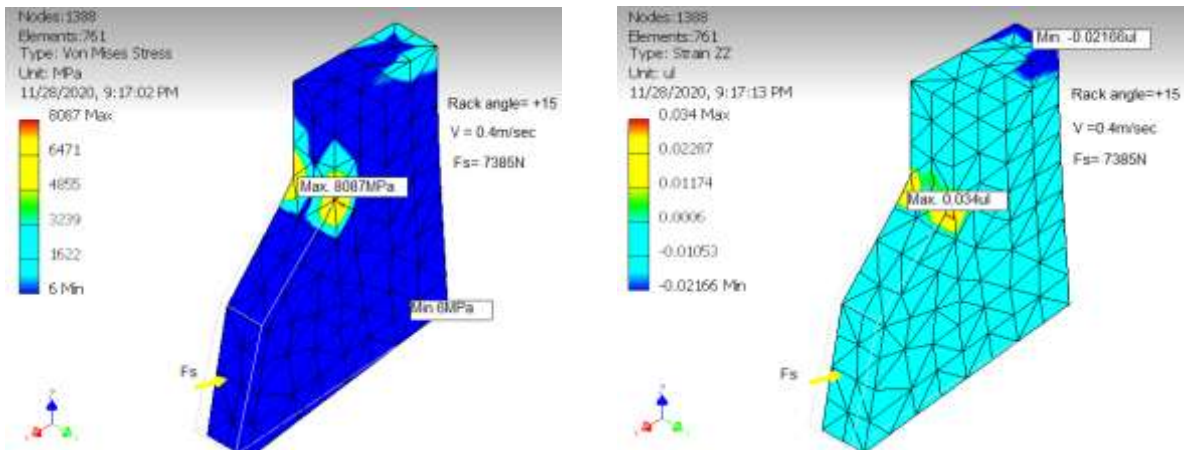 Nodes:1388
Elements:761
Type: Von Mises Stress
Unit: MPa
11/28/2020, 9:17:02 PM
8087 Max
6471
4855
3239
1622
6 Min
Rack angle= +15
V = 0.4m/sec
Fs= 7385N
Max. 8087MPa
Min 6MPa
Fs
Nodes:1388
Elements:761
Type: Strain ZZ
Unit: ul
11/28/2020, 9:17:13 PM
0.034 Max
0.02287
0.01174
0.0006
-0.01053
-0.02166 Min
Min. -0.02166ul
Rack angle= +15
V =0.4m/sec
Fs= 7385N
Max. 0.034ul
Fs